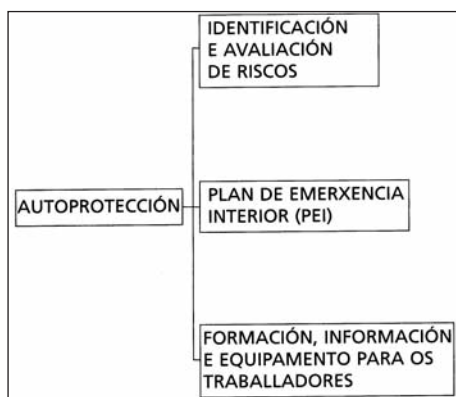 IDENTIFICACIÓN
E AVALIACIÓN
DE RISCOS
AUTOPROTECCIÓN
PLAN DE EMERXENCIA
INTERIOR (PEI)
FORMACIÓN, INFORMACIÓN
E EQUIPAMENTO PARA OS
TRABALLADORES